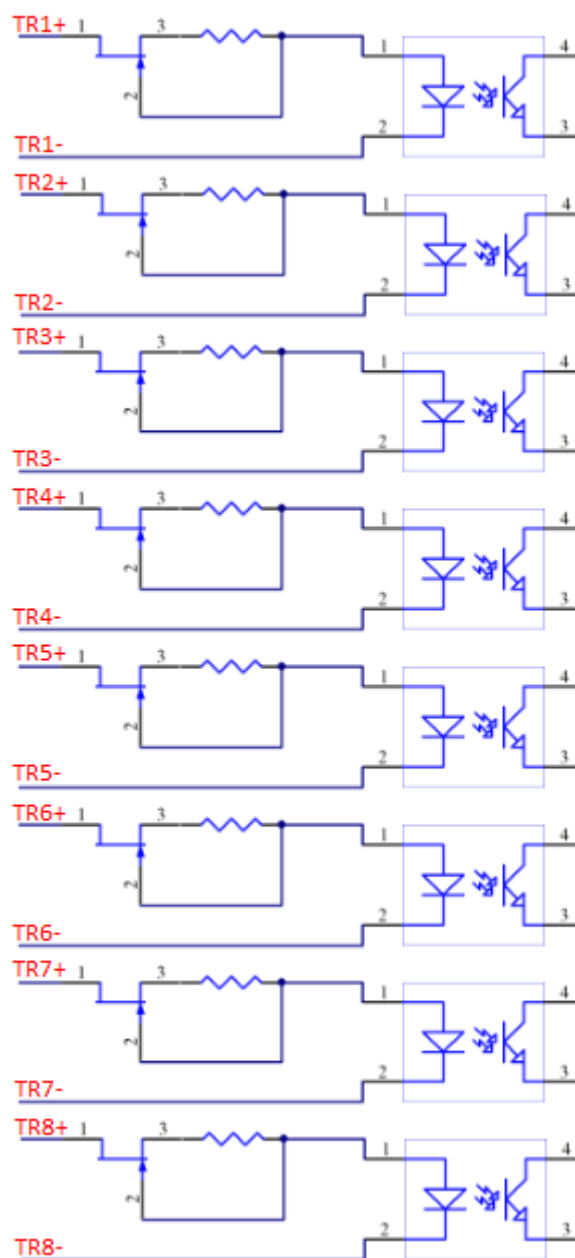 TR1+ 1 3 1 4
2
TR1- 2 3
TR2+ 1 3 1 4
2
TR2- 2 3
TR3+ 1 3 1 4
2
TR3- 2 3
TR4+ 1 3 1 4
2
TR4- 2 3
TR5+ 1 3 1 4
2
TR5- 2 3
TR6+ 1 3 1 4
2
TR6- 2 3
TR7+ 1 3 1 4
2
TR7- 2 3
TR8+ 1 3 1 4
2
TR8- 2 3